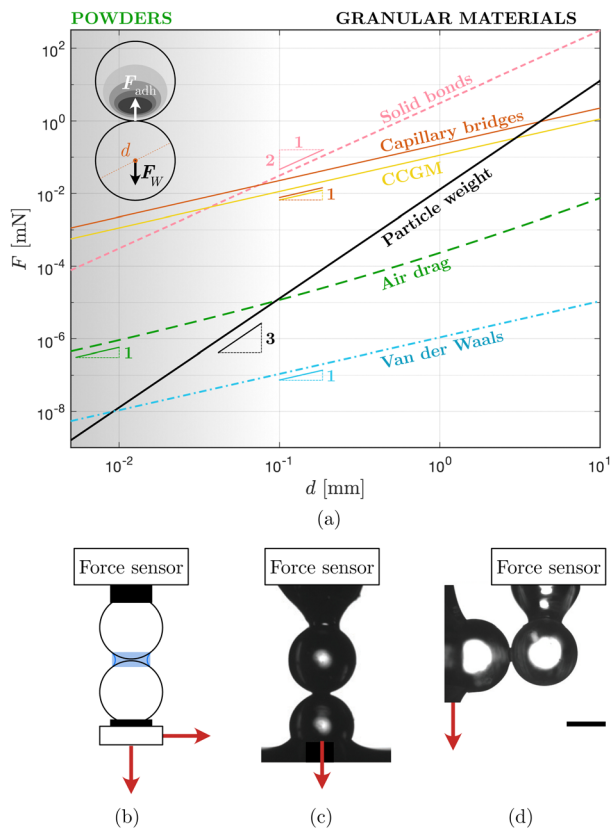 POWDERS GRANULAR MATERIALS
10^2
10^0
10^-2
10^-4
10^-6
10^-8
F [mN]
F_adh
d
F_W
Solid bonds
1
2
Capillary bridges
CCGM
1
Particle weight
Air drag
3
1
Van der Waals
1
10^-2 10^-1 10^0 10^1
d [mm]
(a)
Force sensor Force sensor Force sensor
(b) (c) (d)